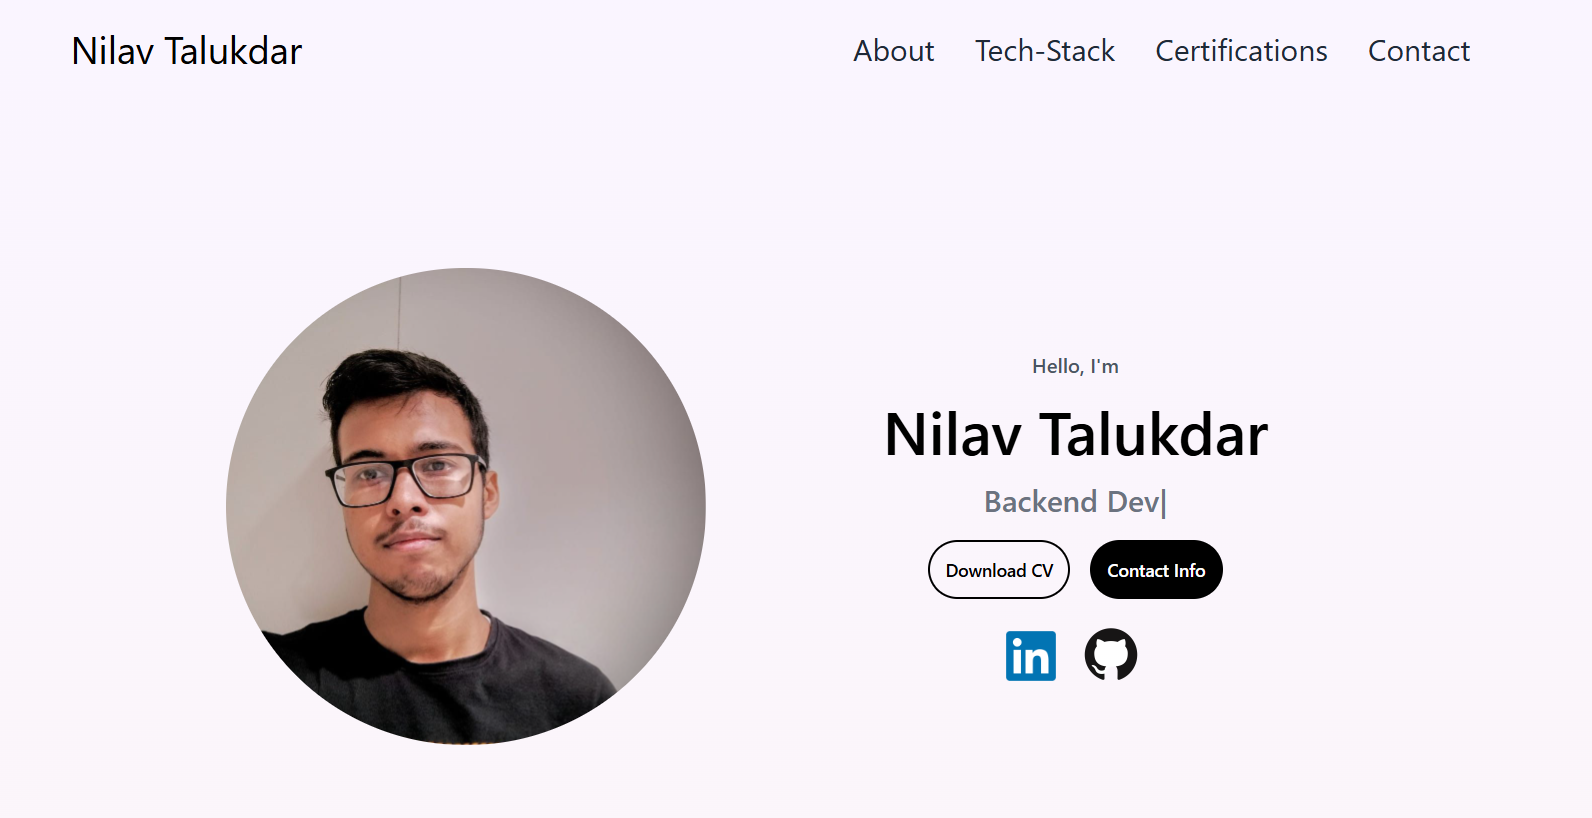 Nilav Talukdar
About Tech-Stack Certifications Contact
Hello, I'm
Nilav Talukdar
Backend Dev|
Download CV Contact Info
in